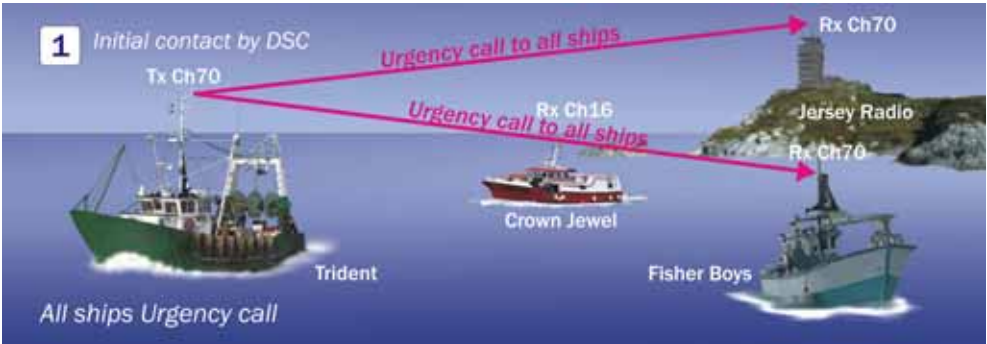 1
Initial contact by DSC
Tx Ch70
Urgency call to all ships
Rx Ch70
Jersey Radio
Urgency call to all ships
Rx Ch16
Rx Ch70
Crown Jewel
Trident
Fisher Boys
All ships Urgency call